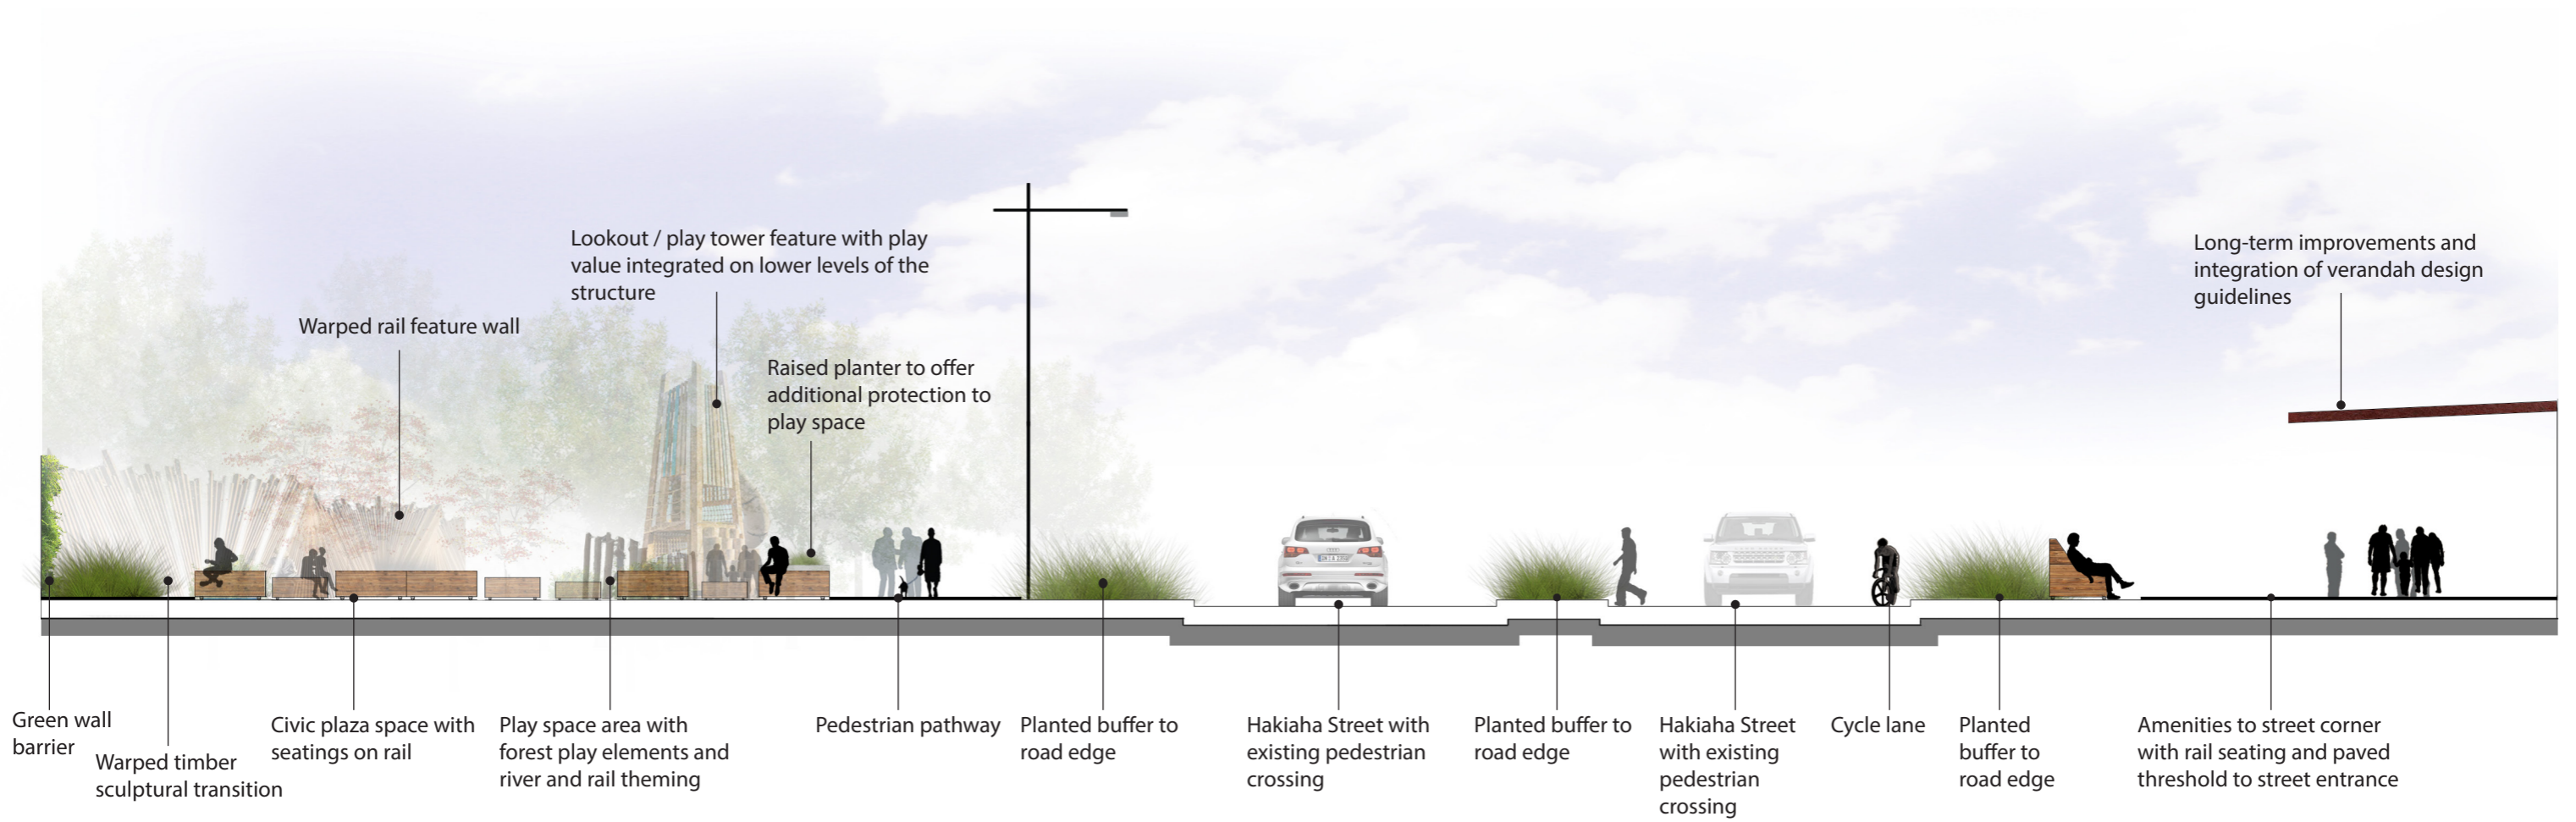 Lookout / play tower feature with play
value integrated on lower levels of the
structure
Long-term improvements and
integration of verandah design
guidelines
Warped rail feature wall
Raised planter to offer
additional protection to
play space
Green wall
barrier
Warped timber
sculptural transition
Civic plaza space with
seatings on rail
Play space area with
forest play elements and
river and rail theming
Pedestrian pathway
Planted buffer to
road edge
Hakiaha Street with
existing pedestrian
crossing
Planted buffer to
road edge
Hakiaha Street
with existing
pedestrian
crossing
Cycle lane
Planted
buffer to
road edge
Amenities to street corner
with rail seating and paved
threshold to street entrance